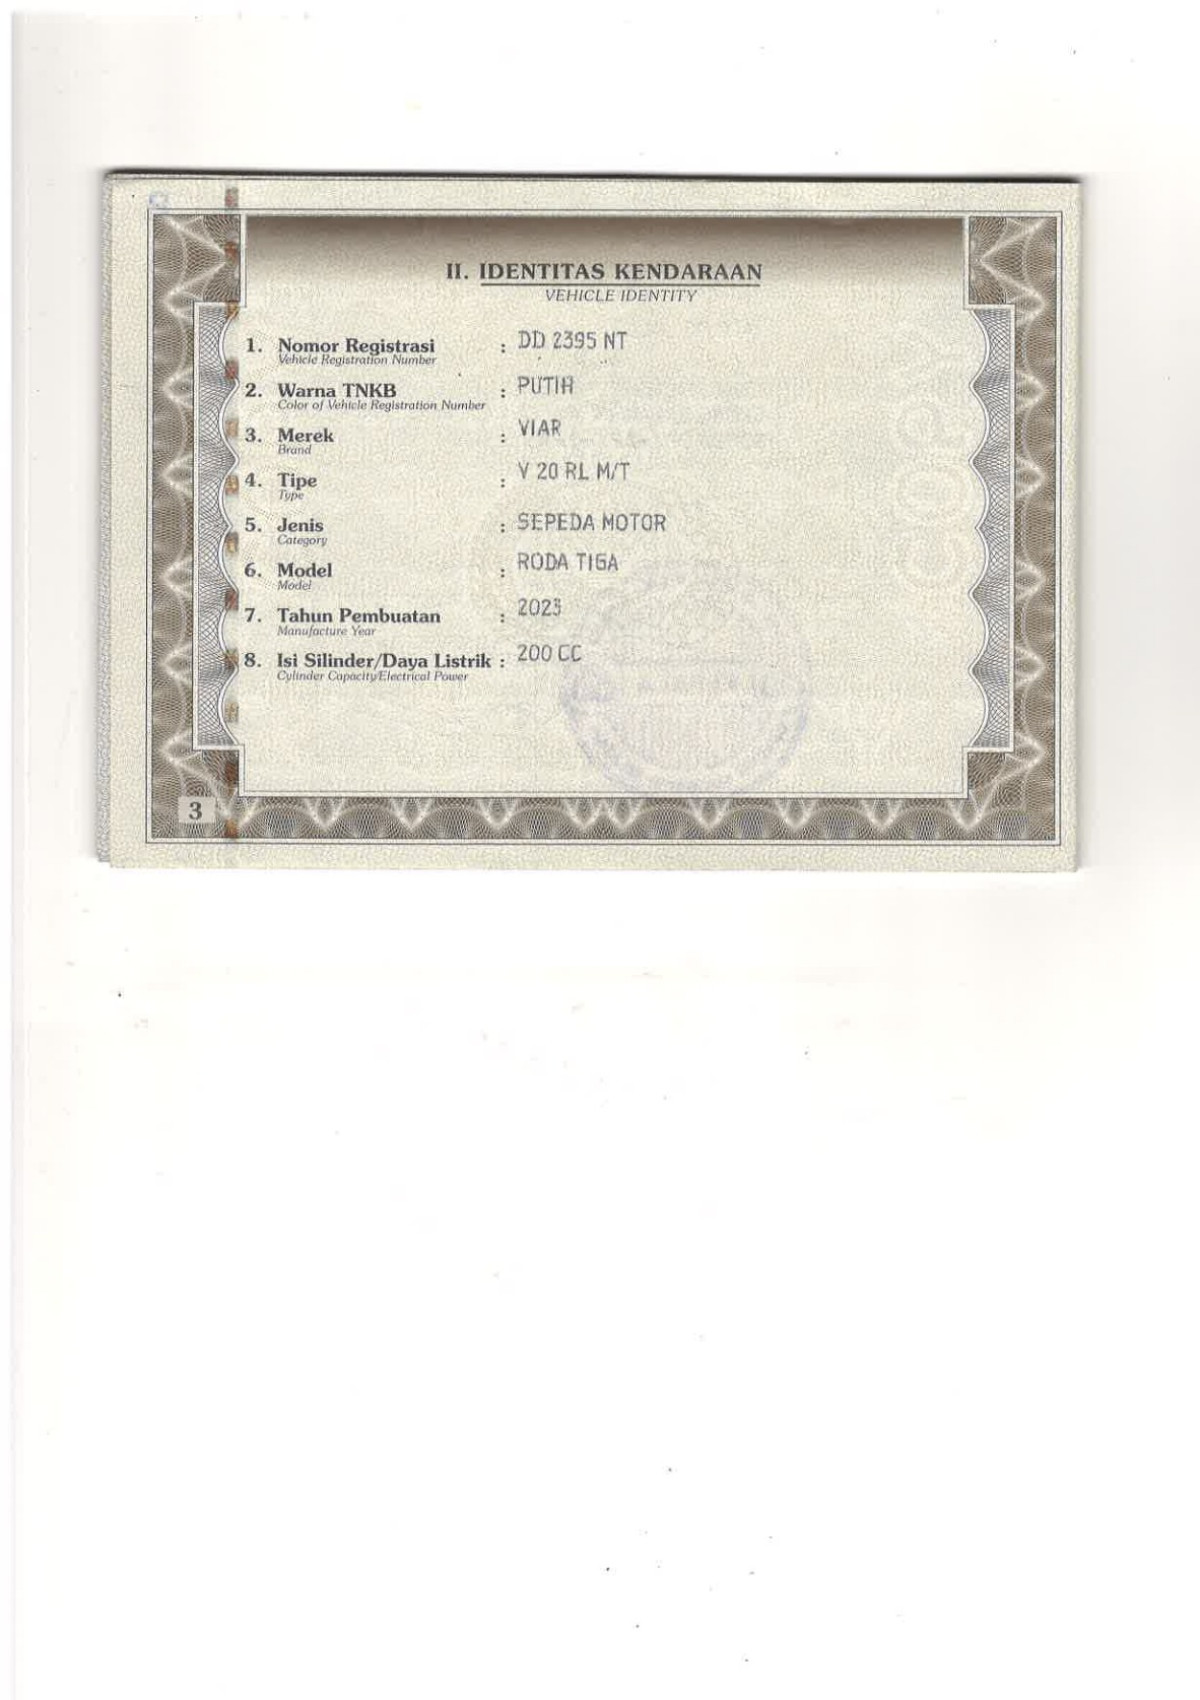 II. IDENTITAS KENDARAAN
VEHICLE IDENTITY
1. Nomor Registrasi : DD 2395 NT
Vehicle Registration Number
2. Warna TNKB : PUTIH
Color of Vehicle Registration Number
3. Merek : VIAR
Brand
4. Tipe : V 20 RL M/T
Type
5. Jenis : SEPEDA MOTOR
Category
6. Model : RODA TIGA
Model
7. Tahun Pembuatan : 2023
Manufacture Year
8. Isi Silinder/Daya Listrik : 200 CC
Cylinder Capacity/Electrical Power
3